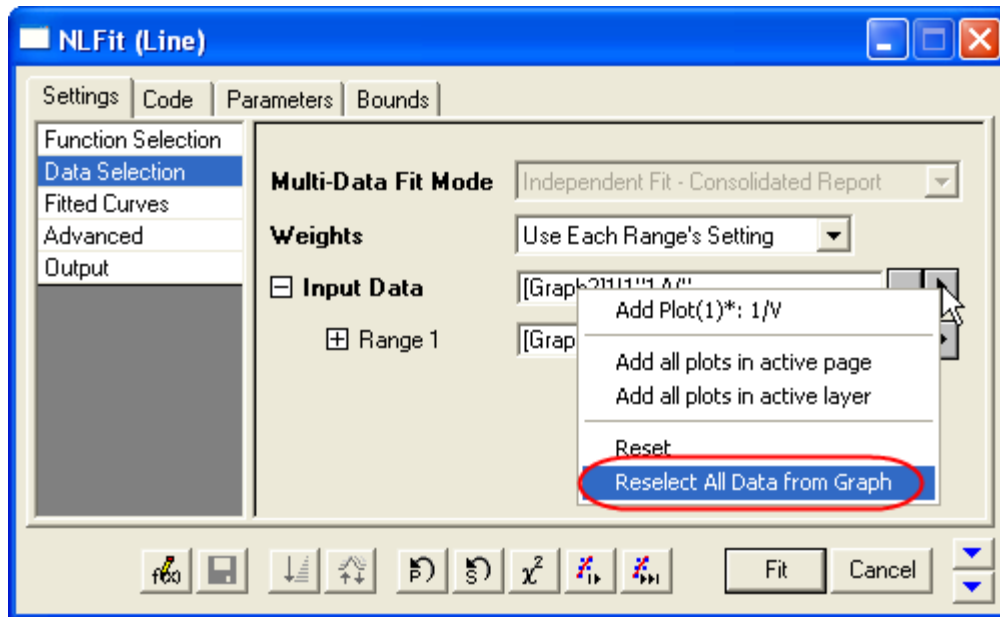 NLFit (Line)
Settings Code Parameters Bounds
Function Selection
Data Selection
Fitted Curves
Advanced
Output
Multi-Data Fit Mode Independent Fit - Consolidated Report
Weights Use Each Range's Setting
Input Data
Range 1 [Grap
Add Plot(1)*: 1/V
Add all plots in active page
Add all plots in active layer
Reset
Reselect All Data from Graph
f(x) P S χ² Fit Cancel